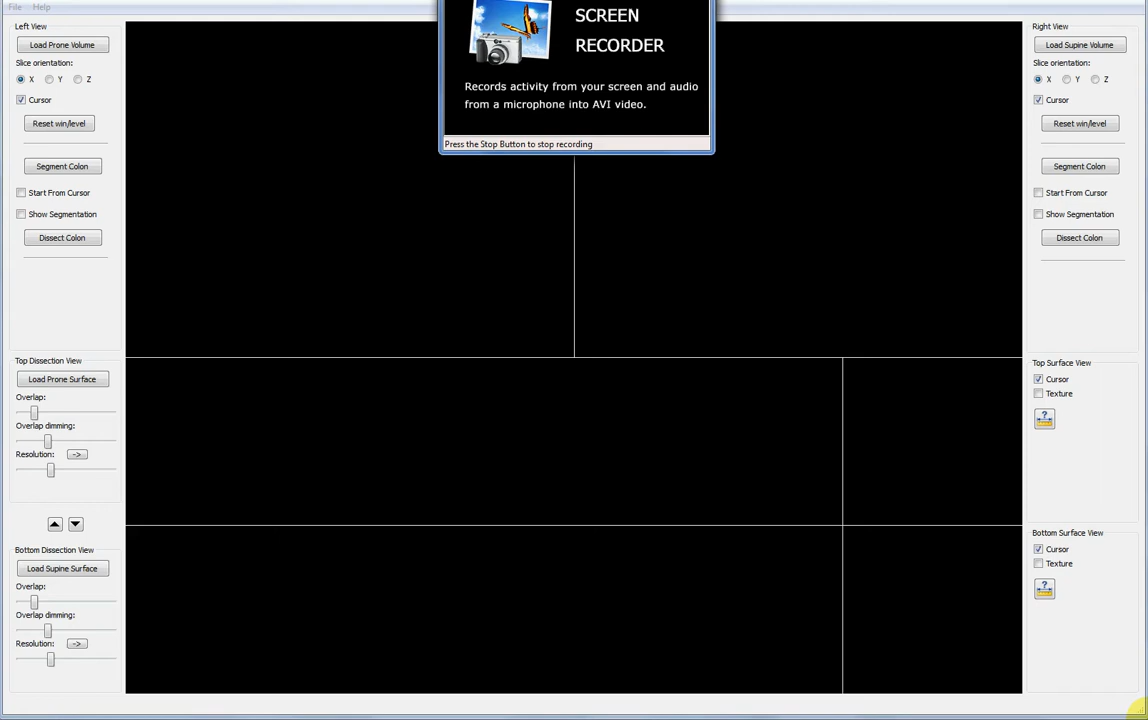 File Help
Left View
Load Prone Volume
Slice orientation:
X Y Z
Cursor
Reset win/level
Segment Colon
Start From Cursor
Show Segmentation
Dissect Colon
Top Dissection View
Load Prone Surface
Overlap:
Overlap dimming:
Resolution: ->
Bottom Dissection View
Load Supine Surface
Overlap:
Overlap dimming:
Resolution: ->
SCREEN
RECORDER
Records activity from your screen and audio
from a microphone into AVI video.
Press the Stop Button to stop recording
Right View
Load Supine Volume
Slice orientation:
X Y Z
Cursor
Reset win/level
Segment Colon
Start From Cursor
Show Segmentation
Dissect Colon
Top Surface View
Cursor
Texture
?
Bottom Surface View
Cursor
Texture
?